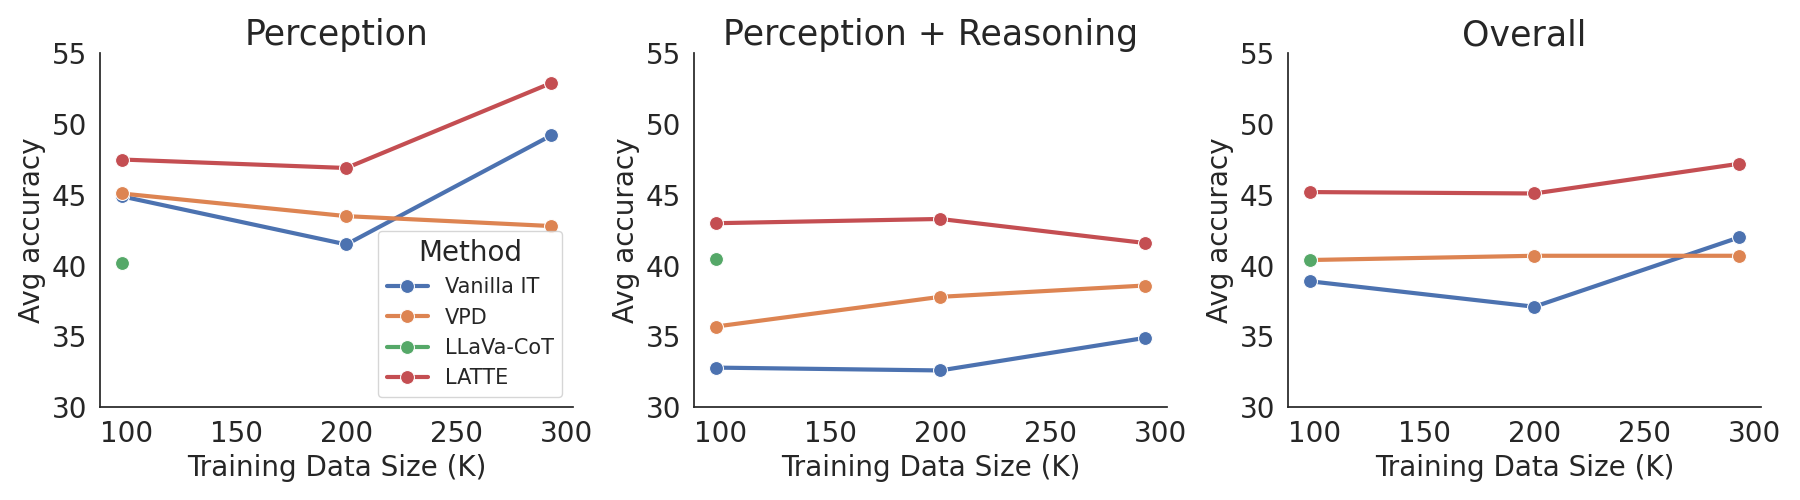 Perception
55
50
45
40
35
30
Avg accuracy
Method
Vanilla IT
VPD
LLaVa-CoT
LATTE
100 150 200 250 300
Training Data Size (K)
Perception + Reasoning
55
50
45
40
35
30
Avg accuracy
100 150 200 250 300
Training Data Size (K)
Overall
55
50
45
40
35
30
Avg accuracy
100 150 200 250 300
Training Data Size (K)